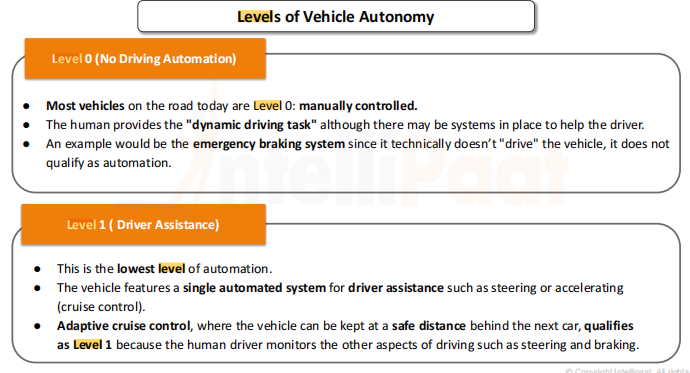 Levels of Vehicle Autonomy
Level 0 (No Driving Automation)
● Most vehicles on the road today are Level 0: manually controlled.
● The human provides the "dynamic driving task" although there may be systems in place to help the driver.
● An example would be the emergency braking system since it technically doesn’t "drive" the vehicle, it does not
qualify as automation.
IntelliPaat
Level 1 ( Driver Assistance)
● This is the lowest level of automation.
● The vehicle features a single automated system for driver assistance such as steering or accelerating
(cruise control).
● Adaptive cruise control, where the vehicle can be kept at a safe distance behind the next car, qualifies
as Level 1 because the human driver monitors the other aspects of driving such as steering and braking.
© Copyright Intellipaat. All rights